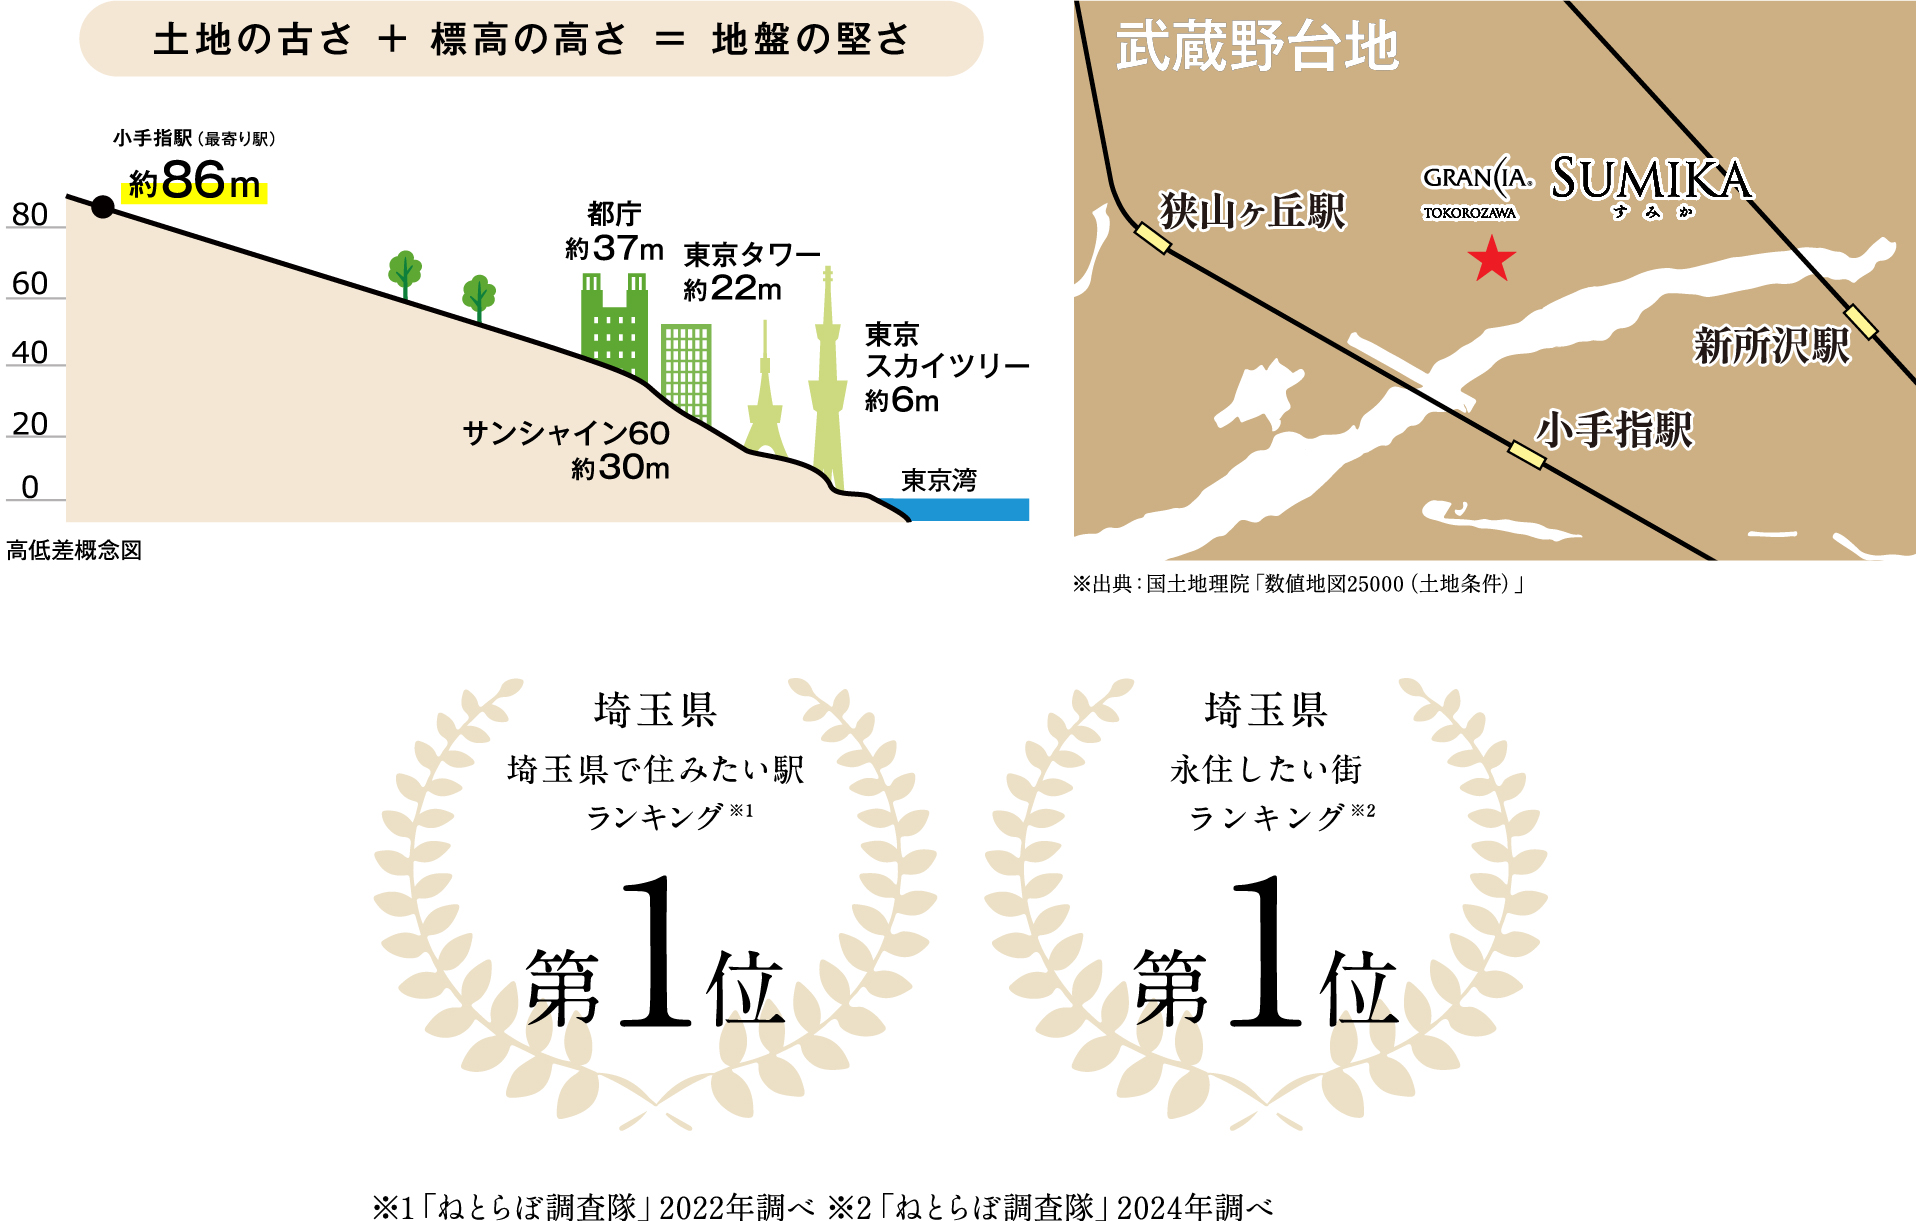 土地の古さ ＋ 標高の高さ ＝ 地盤の堅さ
小手指駅（最寄り駅）
約86m
80
60
40
20
0
都庁
約37m
東京タワー
約22m
東京
スカイツリー
約6m
サンシャイン60
約30m
東京湾
高低差概念図
武蔵野台地
GRANCIA®
TOKOROZAWA
SUMIKA
すみか
狭山ヶ丘駅
新所沢駅
小手指駅
※出典：国土地理院「数値地図25000（土地条件）」
埼玉県
埼玉県で住みたい駅
ランキング※1
第1位
埼玉県
永住したい街
ランキング※2
第1位
※1「ねとらぼ調査隊」2022年調べ ※2「ねとらぼ調査隊」2024年調べ